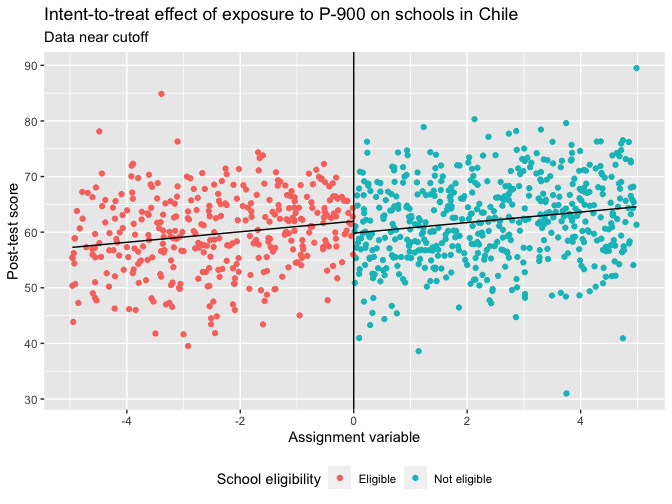 Intent-to-treat effect of exposure to P-900 on schools in Chile
Data near cutoff
90
80
70
60
50
40
30
Post-test score
-4 -2 0 2 4
Assignment variable
School eligibility Eligible Not eligible